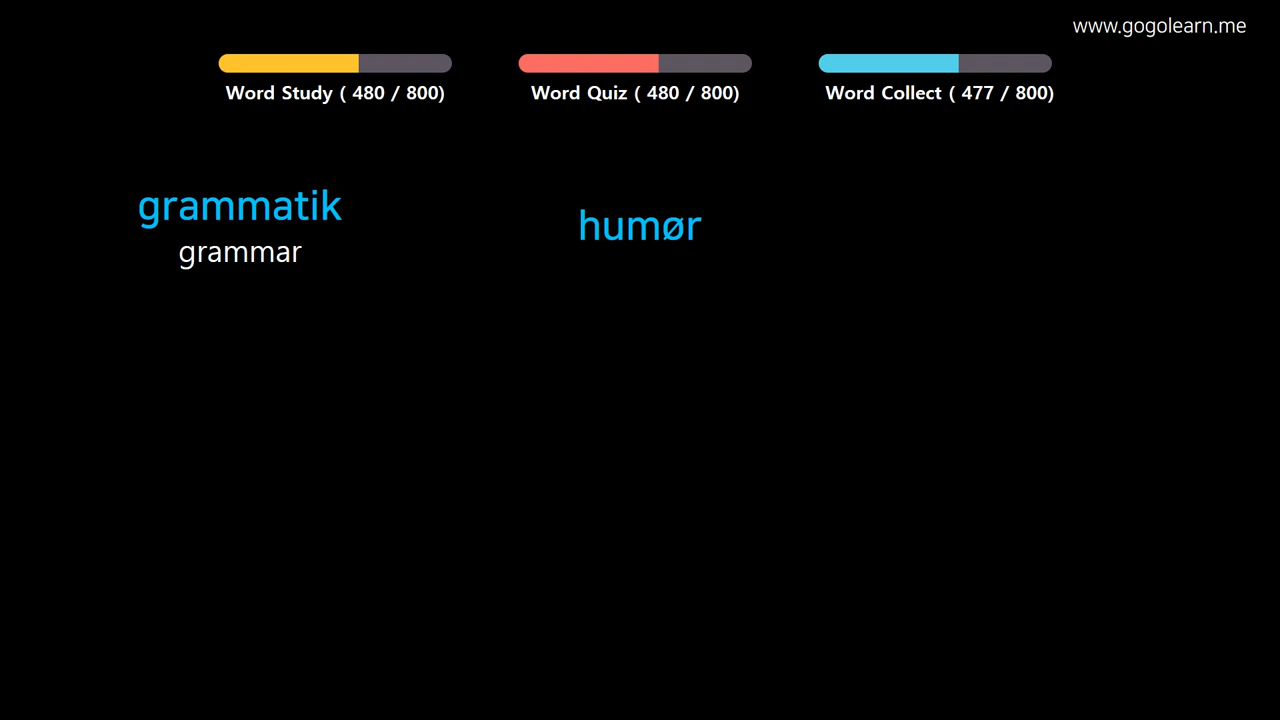 www.gogolearn.me
Word Study ( 480 / 800)
Word Quiz ( 480 / 800)
Word Collect ( 477 / 800)
grammatik
grammar
humør